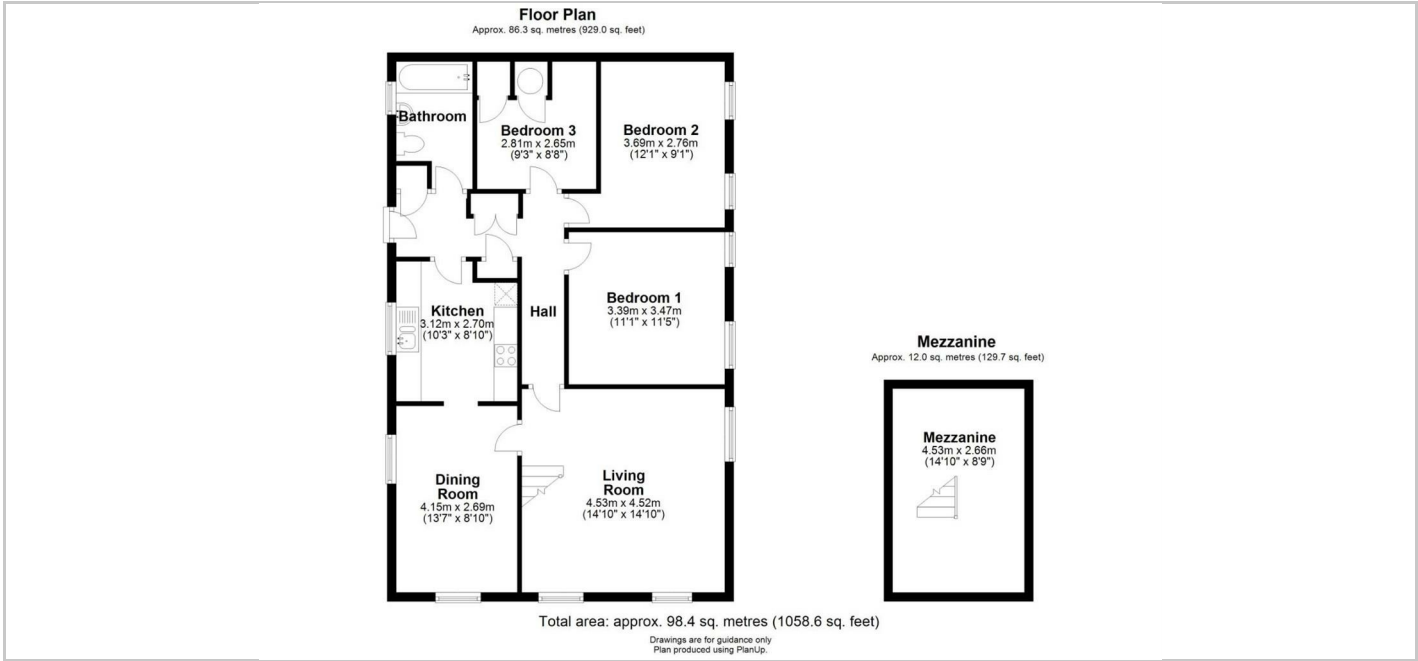 Floor Plan
Approx. 86.3 sq. metres (929.0 sq. feet)
Bathroom
Bedroom 3
2.81m x 2.65m
(9'3" x 8'8")
Bedroom 2
3.69m x 2.76m
(12'1" x 9'1")
Kitchen
3.12m x 2.70m
(10'3" x 8'10")
Hall
Bedroom 1
3.39m x 3.47m
(11'1" x 11'5")
Dining
Room
4.15m x 2.69m
(13'7" x 8'10")
Living
Room
4.53m x 4.52m
(14'10" x 14'10")
Mezzanine
Approx. 12.0 sq. metres (129.7 sq. feet)
Mezzanine
4.53m x 2.66m
(14'10" x 8'9")
Total area: approx. 98.4 sq. metres (1058.6 sq. feet)
Drawings are for guidance only
Plan produced using PlanUp.